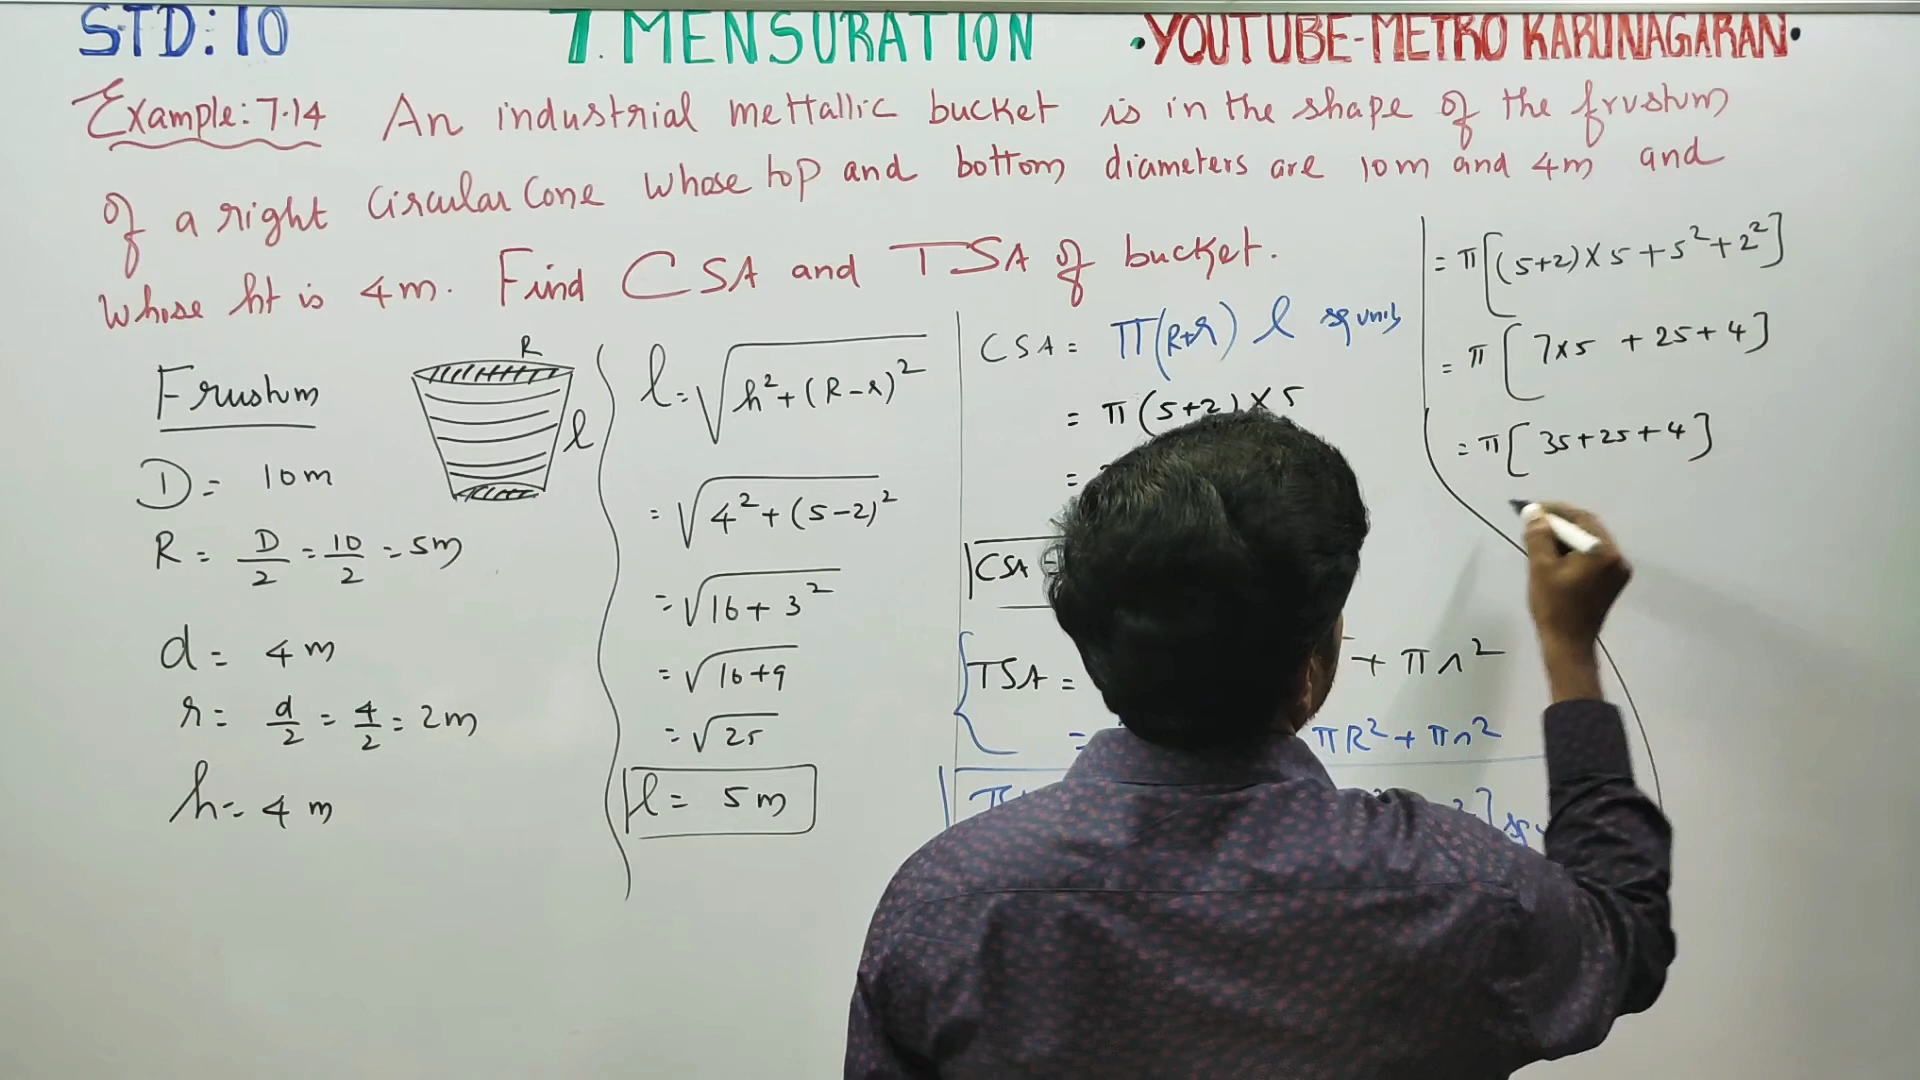 STD: 10 7. MENSURATION •YOUTUBE-METRO KARUNAGARAN•
Example: 7.14 An industrial mettallic bucket is in the shape of the frustum
of a right circular cone whose top and bottom diameters are 10m and 4m and
whose ht is 4m. Find CSA and TSA of bucket.
Frustum
R
l
D = 10m
R = D/2 = 10/2 = 5m
d = 4m
r = d/2 = 4/2 = 2m
h = 4m
l = √h²+(R-r)²
= √4²+(5-2)²
= √16+3²
= √16+9
= √25
l = 5m
CSA = π(R+r) l sq units
= π(5+2)×5
=
CSA =
TSA = + πr²
= πR²+πr²
= π[(5+2)×5+5²+2²]
= π[7×5+25+4]
= π[35+25+4]